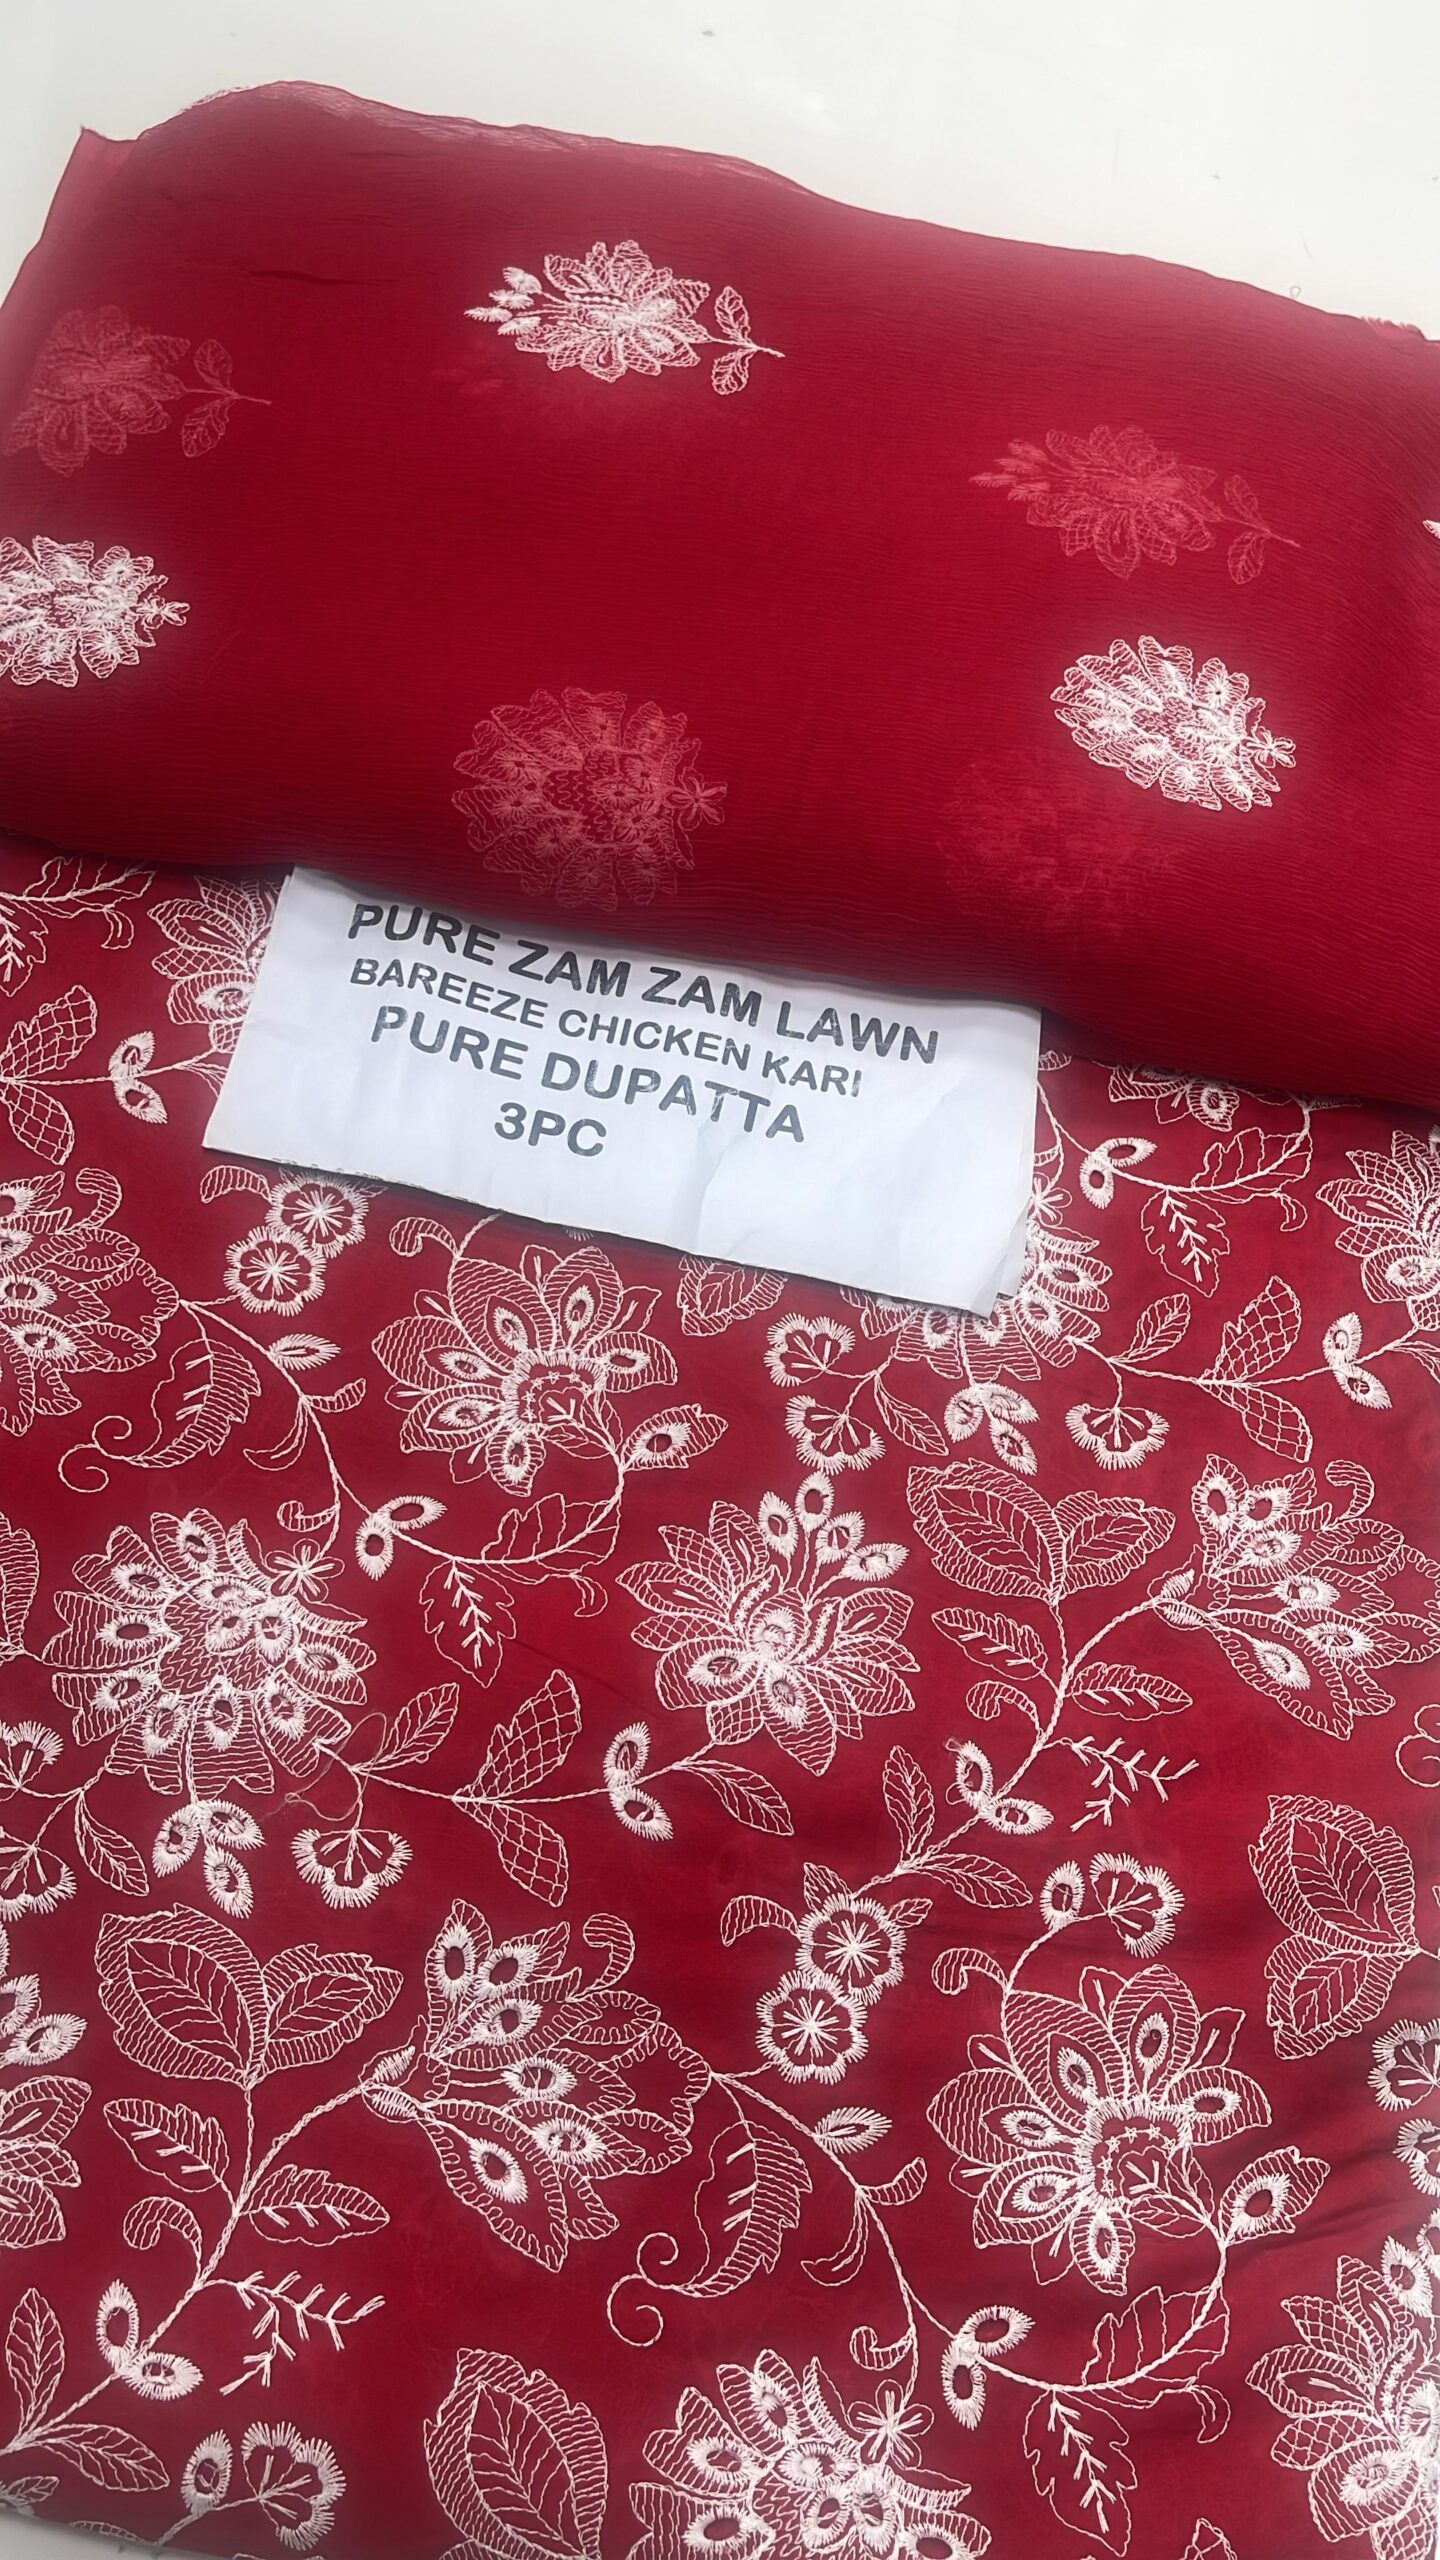 PURE ZAM ZAM LAWN
BAREEZE CHICKEN KARI
PURE DUPATTA
3PC